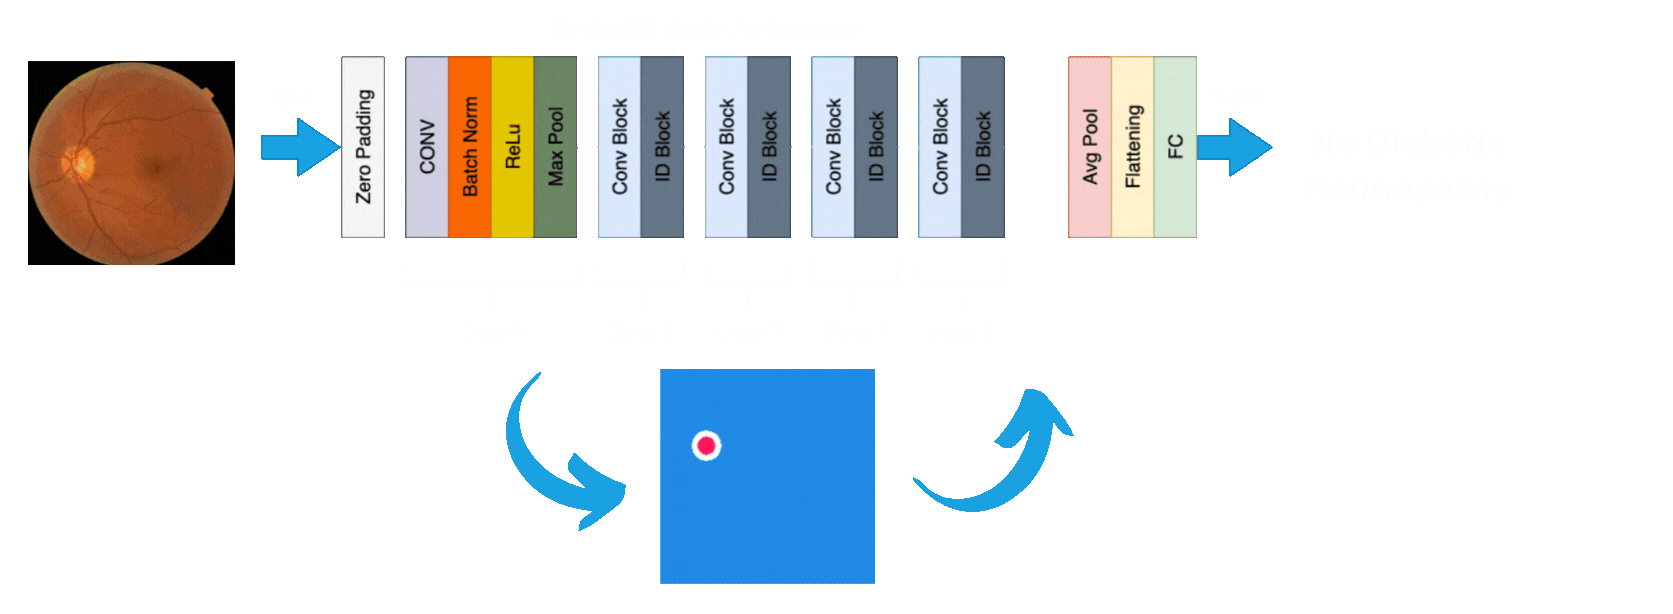 Zero Padding
CONV
Batch Norm
ReLu
Max Pool
Conv Block
ID Block
Conv Block
ID Block
Conv Block
ID Block
Conv Block
ID Block
Avg Pool
Flattening
FC
No Diabetic
Retinopathy